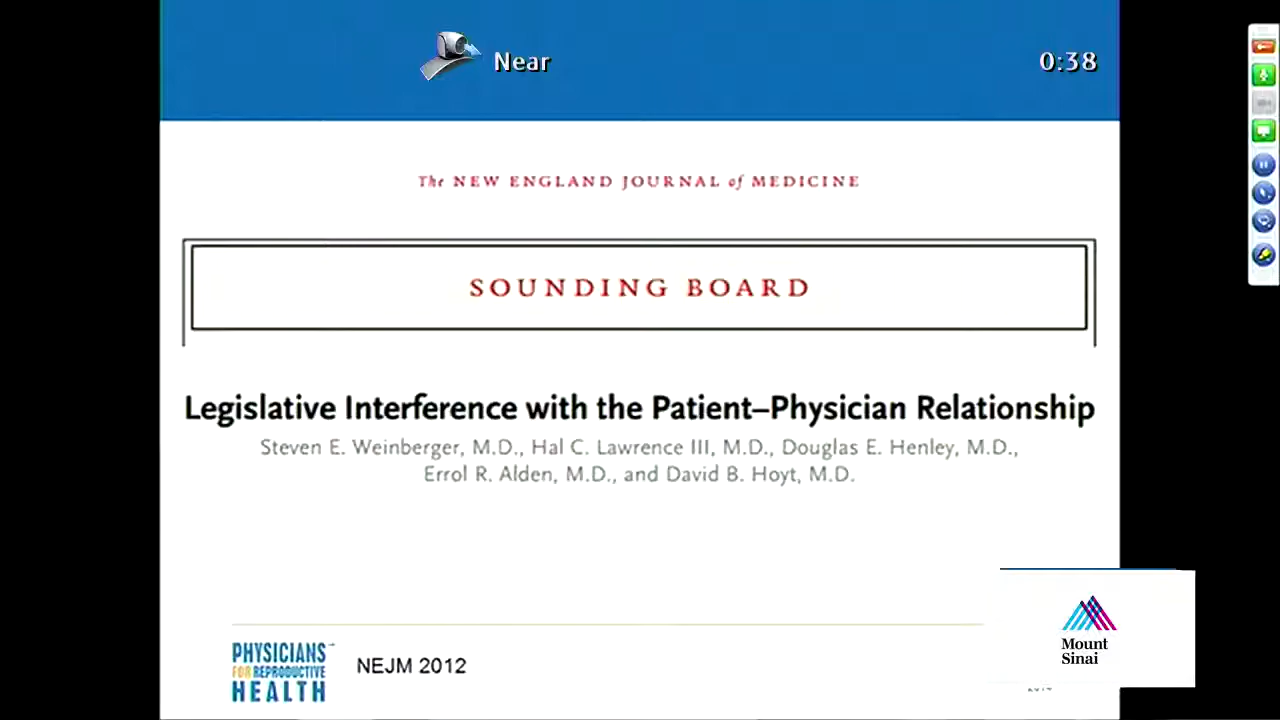 Near
0:38
The NEW ENGLAND JOURNAL of MEDICINE
SOUNDING BOARD
Legislative Interference with the Patient–Physician Relationship
Steven E. Weinberger, M.D., Hal C. Lawrence III, M.D., Douglas E. Henley, M.D.,
Errol R. Alden, M.D., and David B. Hoyt, M.D.
PHYSICIANS
FOR REPRODUCTIVE
HEALTH
NEJM 2012
Mount
Sinai